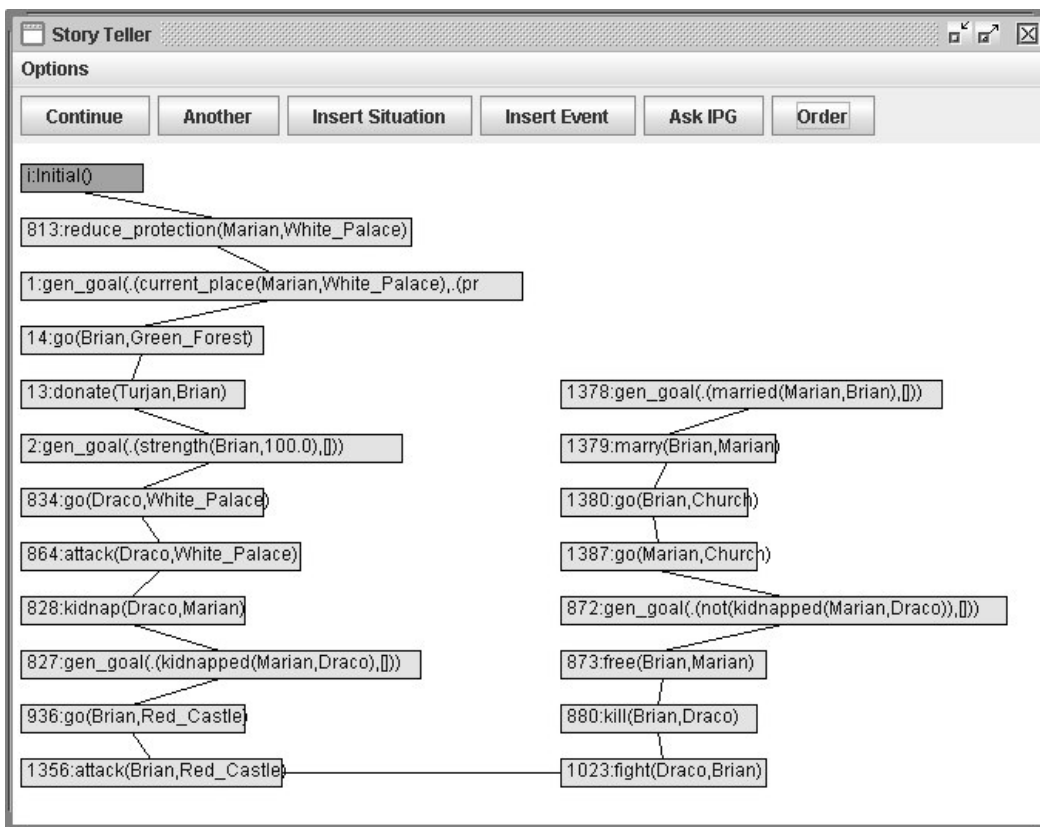 Story Teller
Options
Continue
Another
Insert Situation
Insert Event
Ask IPG
Order
i:Initial()
813:reduce_protection(Marian,White_Palace)
1:gen_goal(.(current_place(Marian,White_Palace),.(pr
14:go(Brian,Green_Forest)
13:donate(Turjan,Brian)
2:gen_goal(.(strength(Brian,100.0),[]))
834:go(Draco,White_Palace)
864:attack(Draco,White_Palace)
828:kidnap(Draco,Marian)
827:gen_goal(.(kidnapped(Marian,Draco),[]))
936:go(Brian,Red_Castle)
1356:attack(Brian,Red_Castle)
1378:gen_goal(.(married(Marian,Brian),[]))
1379:marry(Brian,Marian)
1380:go(Brian,Church)
1387:go(Marian,Church)
872:gen_goal(.(not(kidnapped(Marian,Draco)),[]))
873:free(Brian,Marian)
880:kill(Brian,Draco)
1023:fight(Draco,Brian)